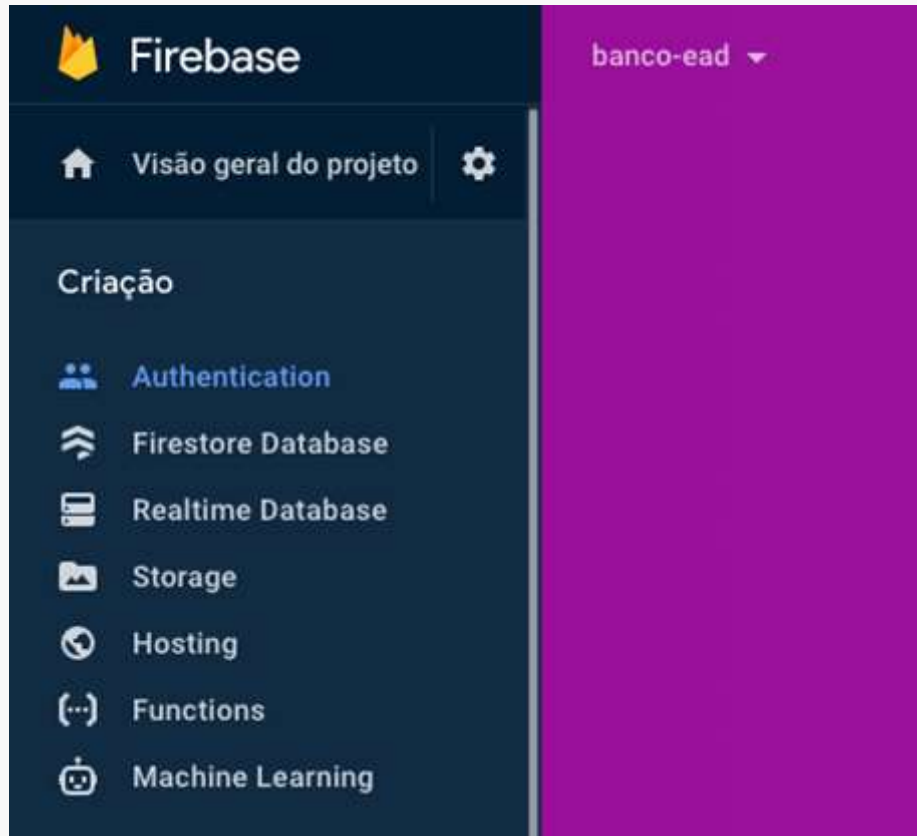 Firebase
banco-ead
Visão geral do projeto
Criação
Authentication
Firestore Database
Realtime Database
Storage
Hosting
Functions
Machine Learning